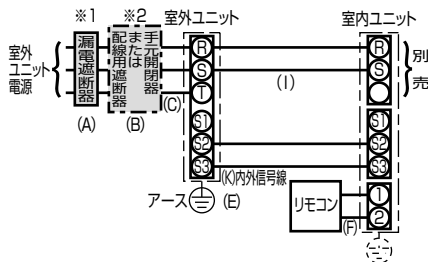 ※1
※2
室外ユニット
室内ユニット
室外
ユニット
電源
漏電遮断器
手元開閉器
または
配線用遮断器
(A)
(B)
(C)
R
S
T
S1
S2
S3
(I)
R
S
S1
S2
S3
別売
(K)内外信号線
アース
(E)
リモコン
(F)
1
2